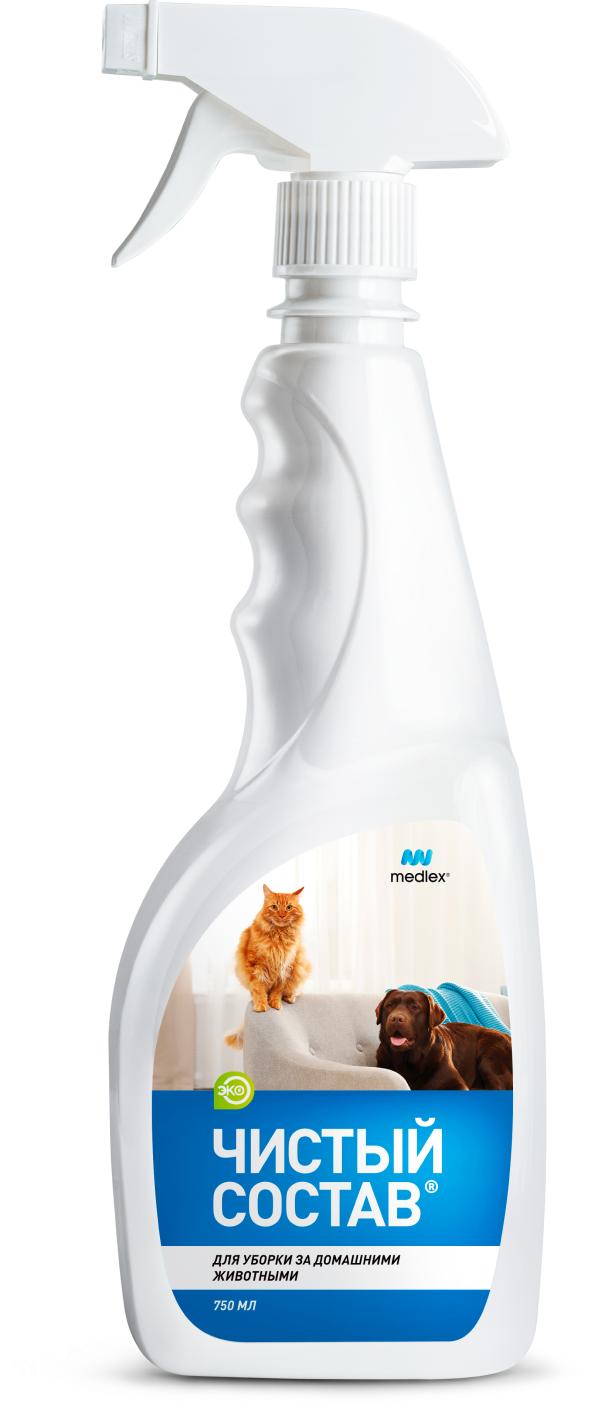 medlex®
ЭКО
ЧИСТЫЙ
СОСТАВ®
ДЛЯ УБОРКИ ЗА ДОМАШНИМИ
ЖИВОТНЫМИ
750 МЛ